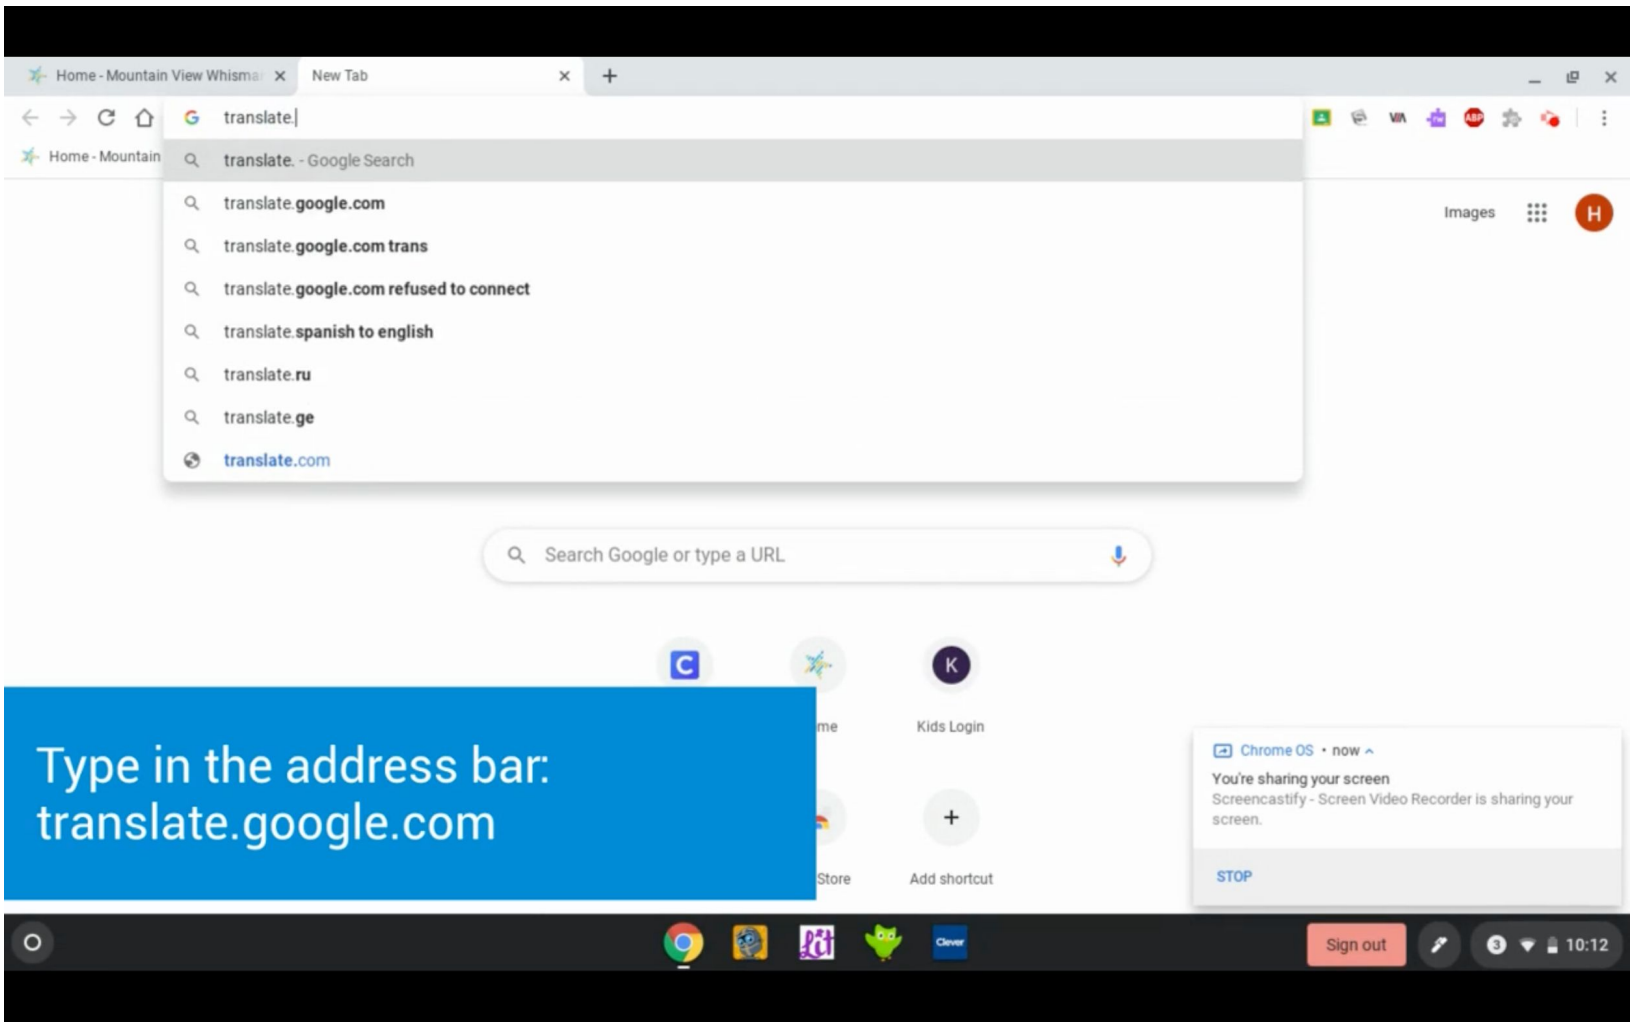 Home - Mountain View Whisma
New Tab
translate.
VIA
rw
ABP
Home - Mountain
translate. - Google Search
translate.google.com
translate.google.com trans
translate.google.com refused to connect
translate.spanish to english
translate.ru
translate.ge
translate.com
Images
H
Search Google or type a URL
C
K
me
Kids Login
Type in the address bar:
translate.google.com
Store
Add shortcut
Chrome OS • now
You're sharing your screen
Screencastify - Screen Video Recorder is sharing your
screen.
STOP
lit
Clever
Sign out
3
10:12